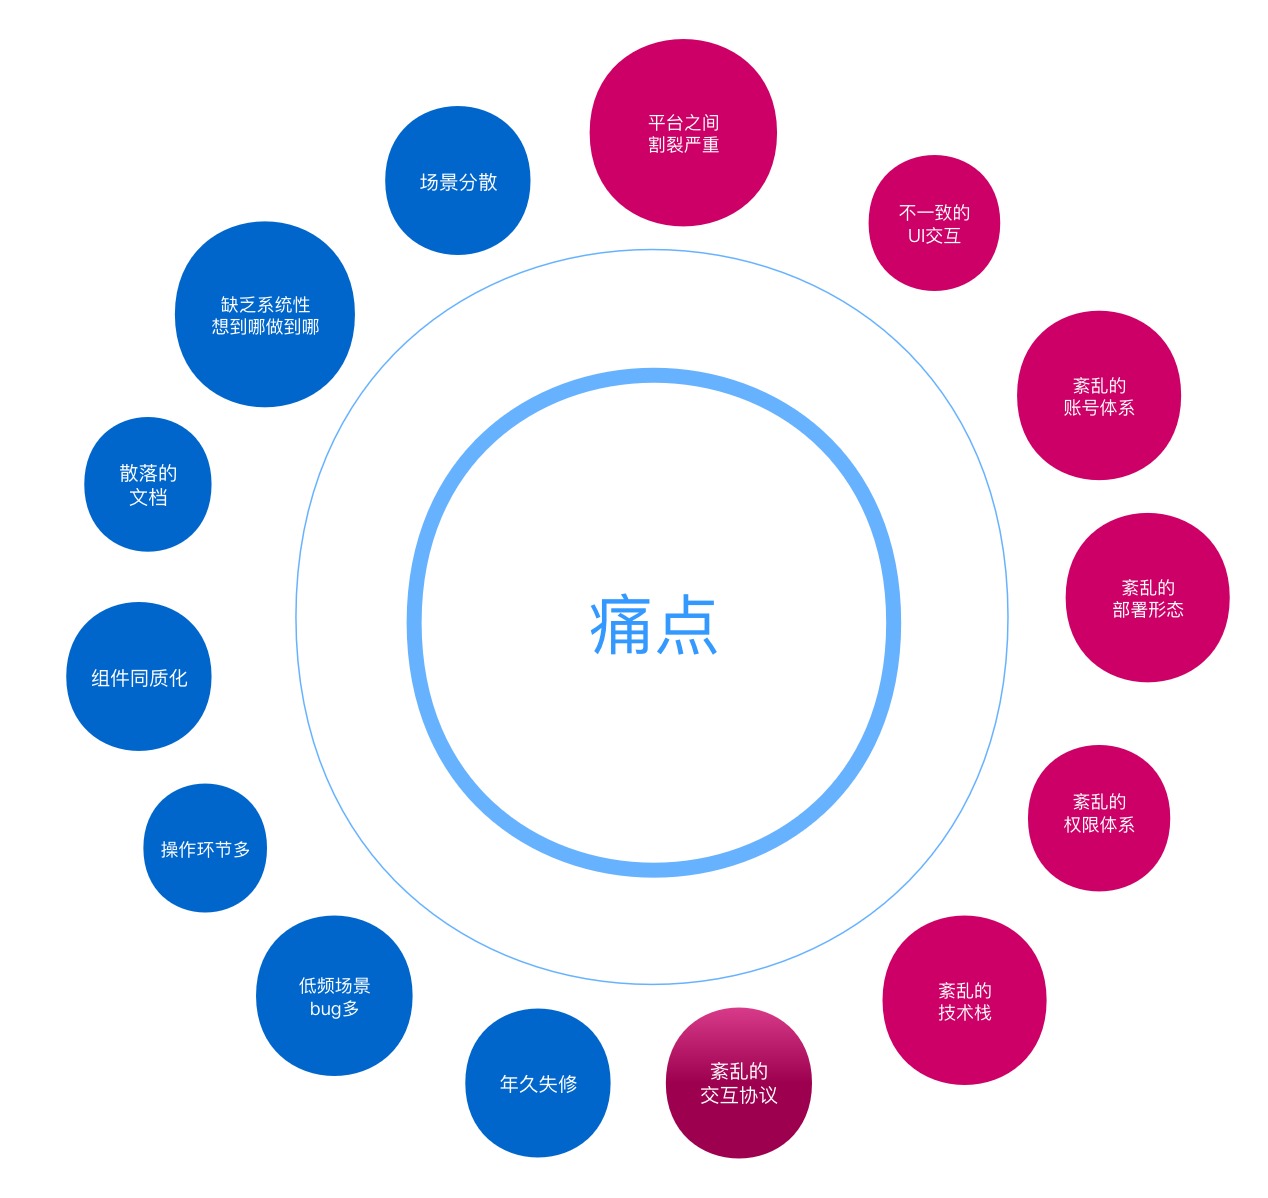 平台之间
割裂严重
场景分散
不一致的
UI交互
缺乏系统性
想到哪做到哪
紊乱的
账号体系
散落的
文档
紊乱的
部署形态
痛点
组件同质化
紊乱的
权限体系
操作环节多
低频场景
bug多
紊乱的
技术栈
年久失修
紊乱的
交互协议